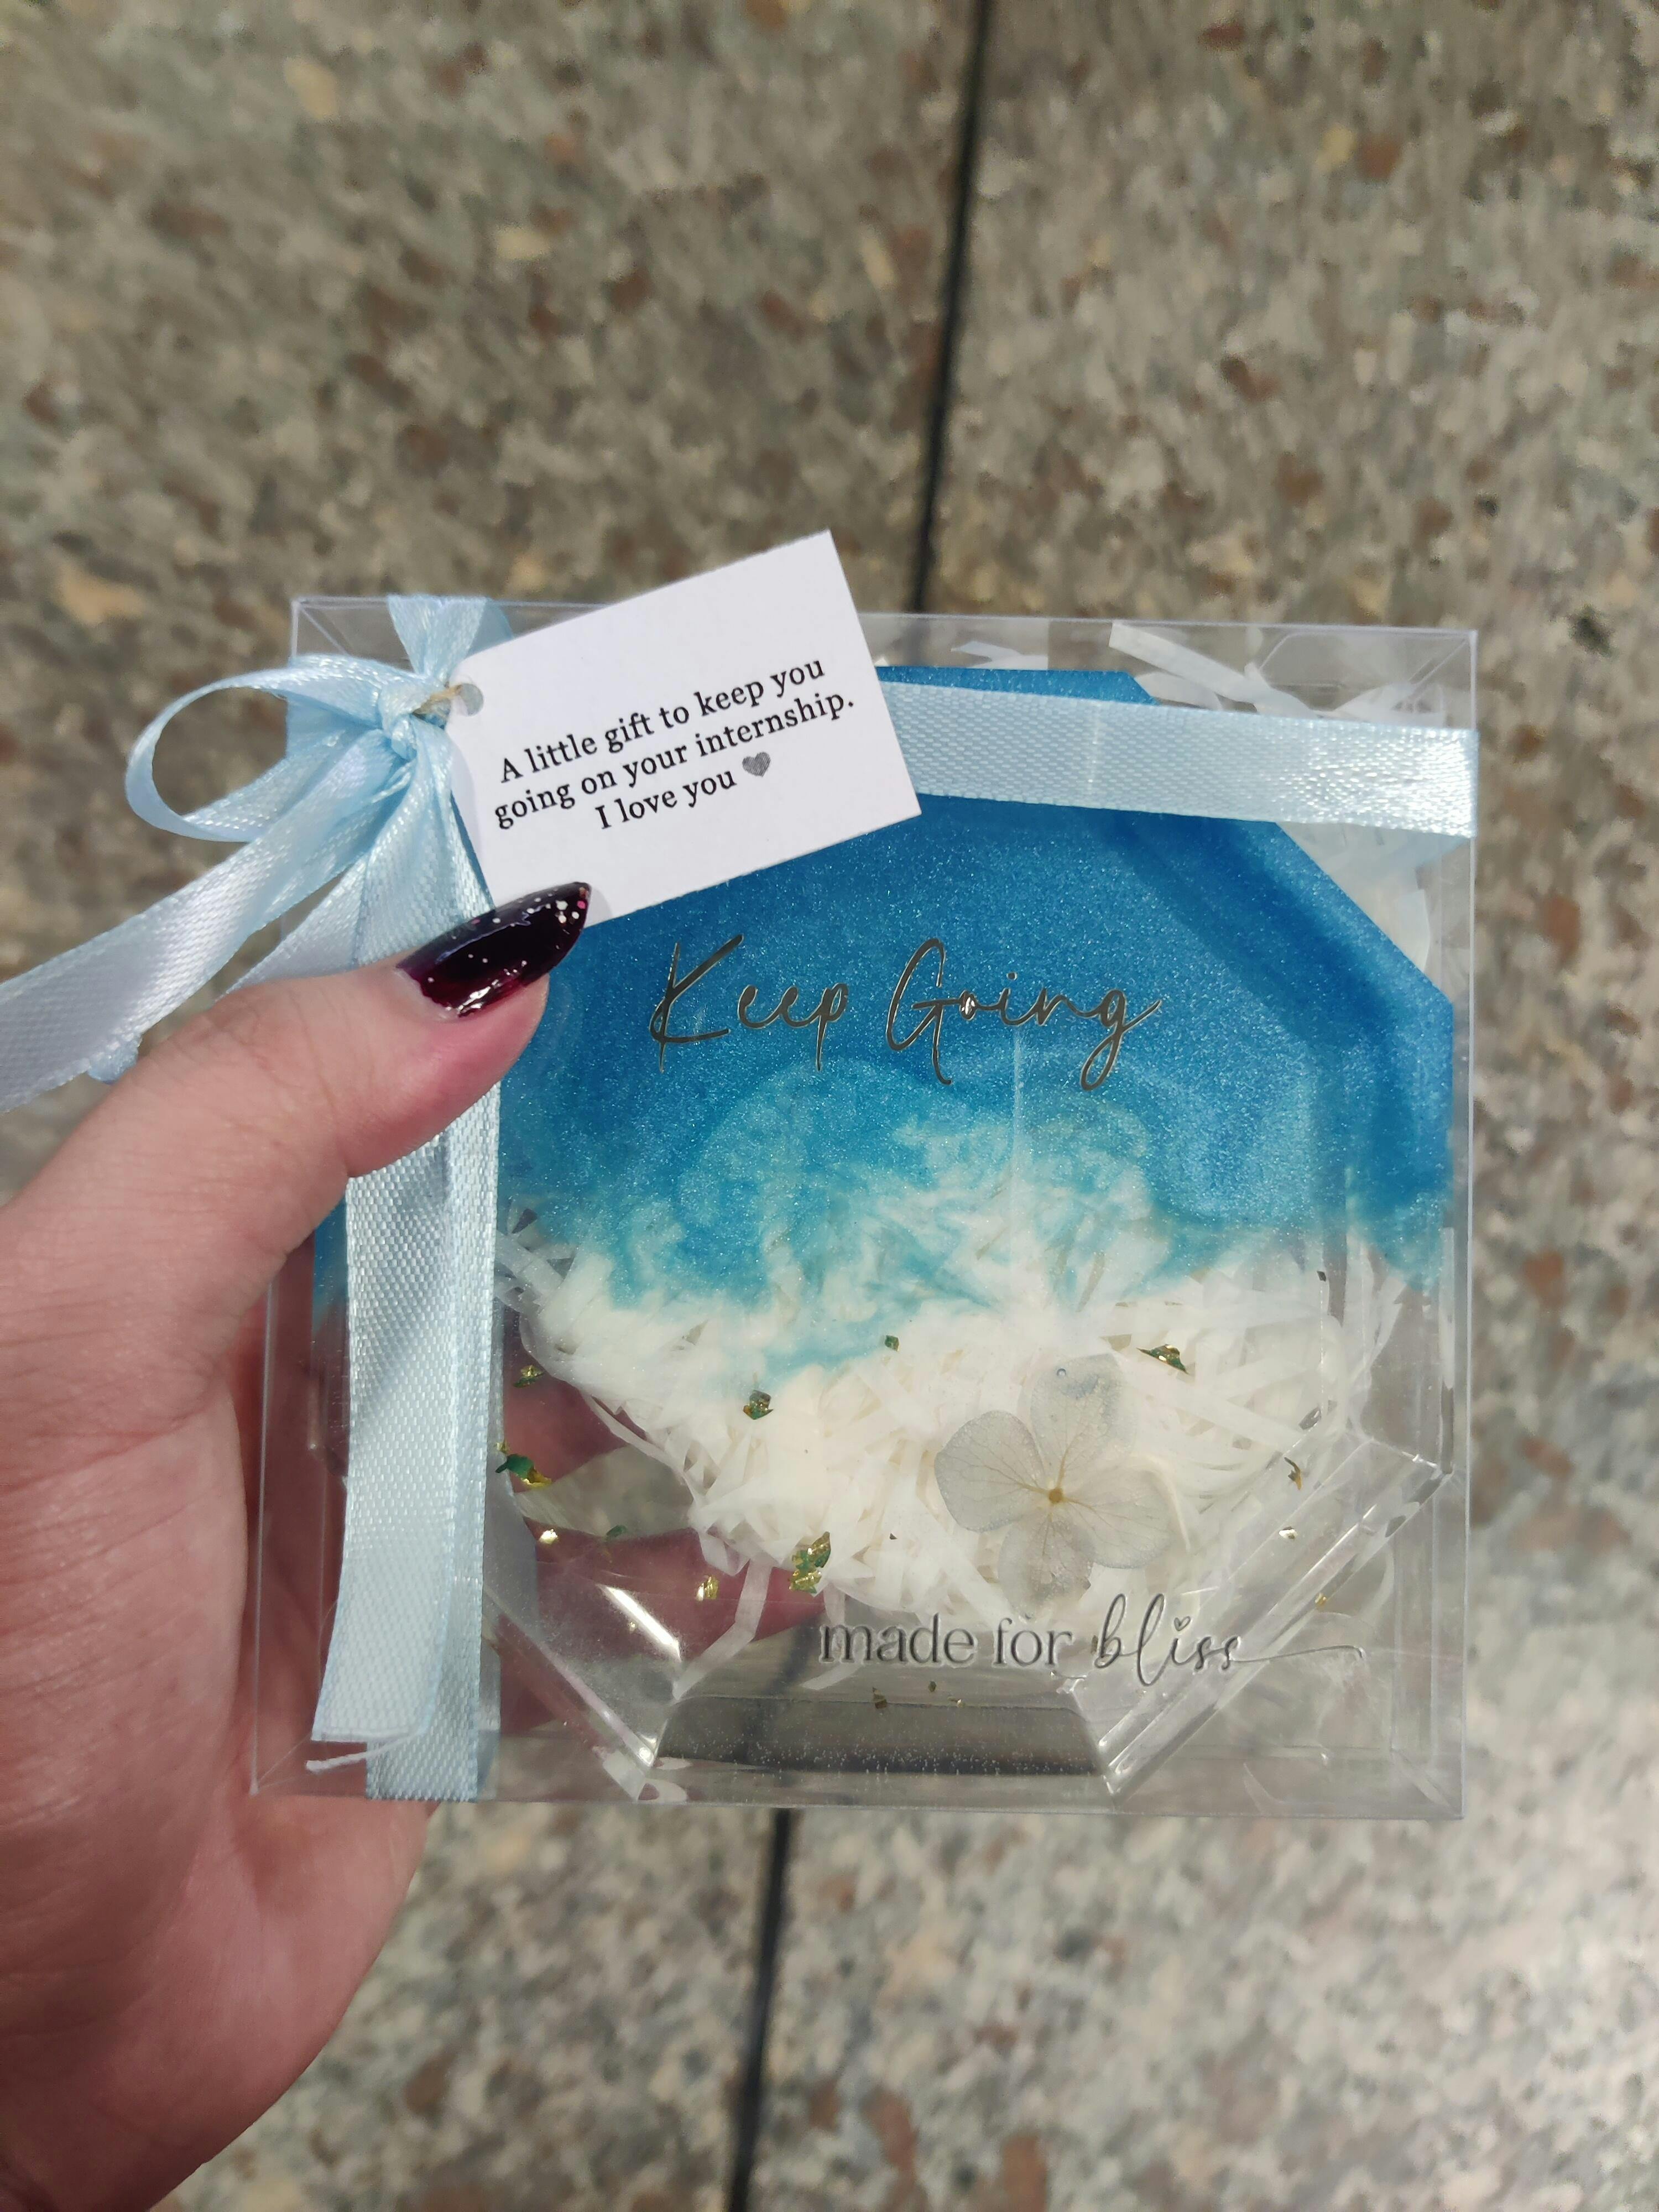 A little gift to keep you
going on your internship.
I love you 🖤
Keep Going
made for bliss